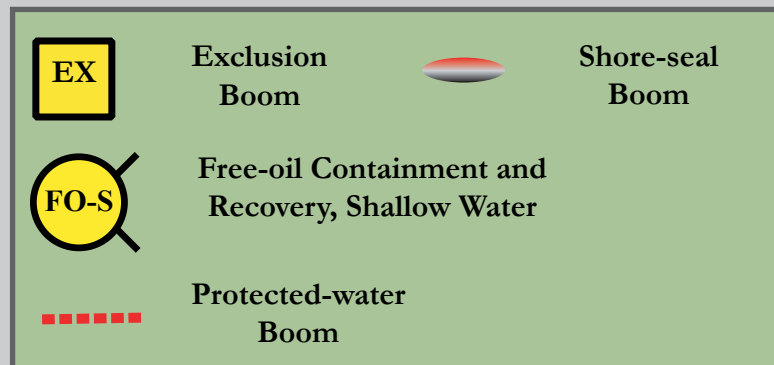 EX
Exclusion
Boom
Shore-seal
Boom
FO-S
Free-oil Containment and
Recovery, Shallow Water
Protected-water
Boom